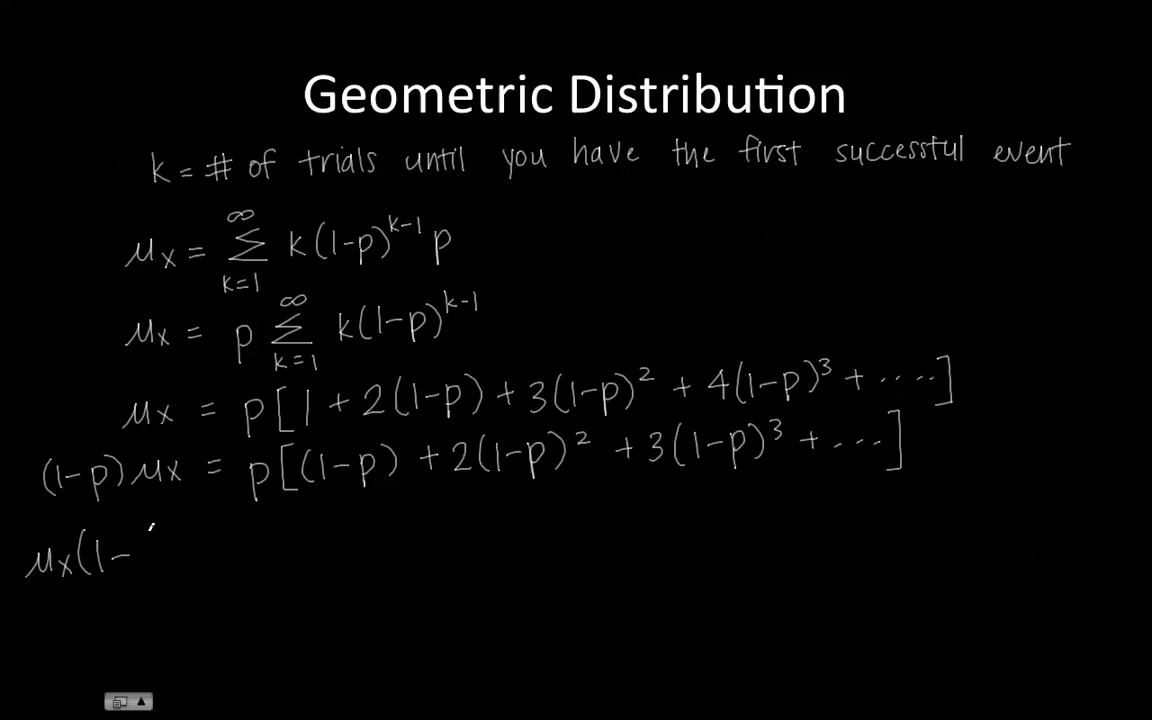 Geometric Distribution
k = # of trials until you have the first successful event
μx = ∞ Σ k=1 k(1-p)^k-1 p
μx = p ∞ Σ k=1 k(1-p)^k-1
μx = p[1 + 2(1-p) + 3(1-p)^2 + 4(1-p)^3 + .....]
(1-p)μx = p[(1-p) + 2(1-p)^2 + 3(1-p)^3 + ....]
μx(1-